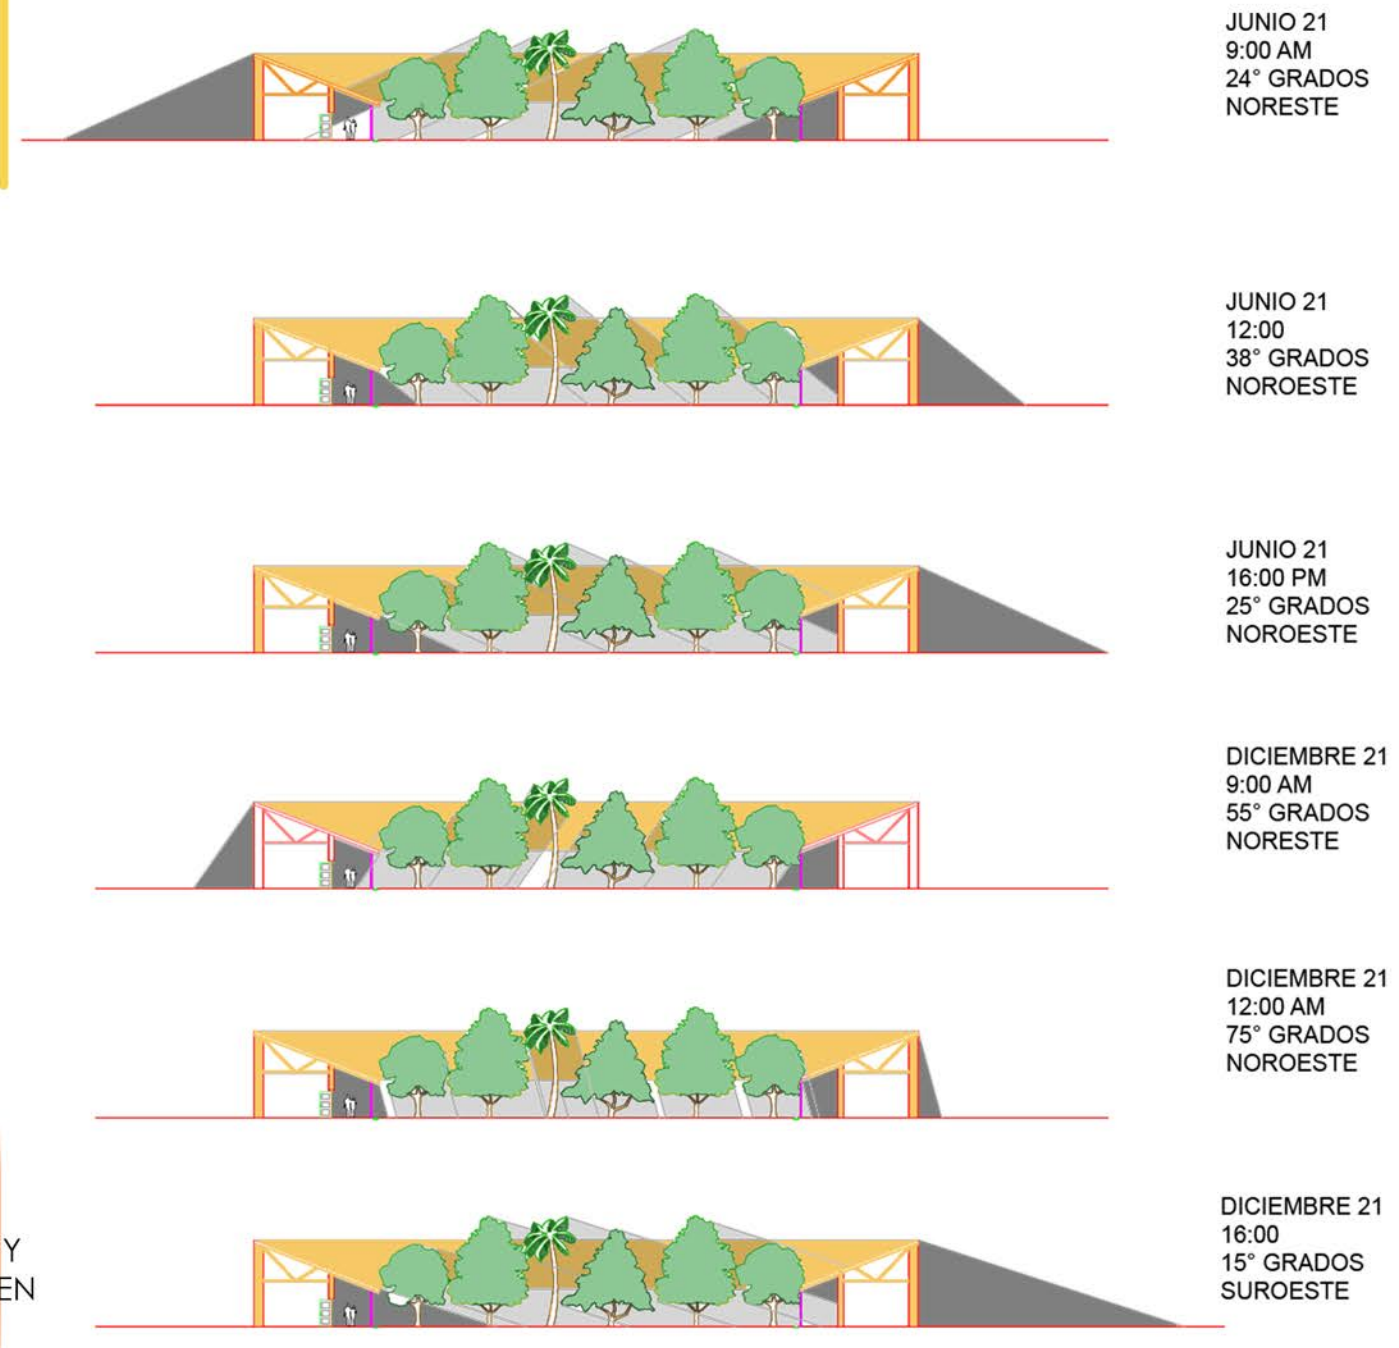 JUNIO 21
9:00 AM
24° GRADOS
NORESTE
JUNIO 21
12:00
38° GRADOS
NOROESTE
JUNIO 21
16:00 PM
25° GRADOS
NOROESTE
DICIEMBRE 21
9:00 AM
55° GRADOS
NORESTE
DICIEMBRE 21
12:00 AM
75° GRADOS
NOROESTE
DICIEMBRE 21
16:00
15° GRADOS
SUROESTE
Y
EN